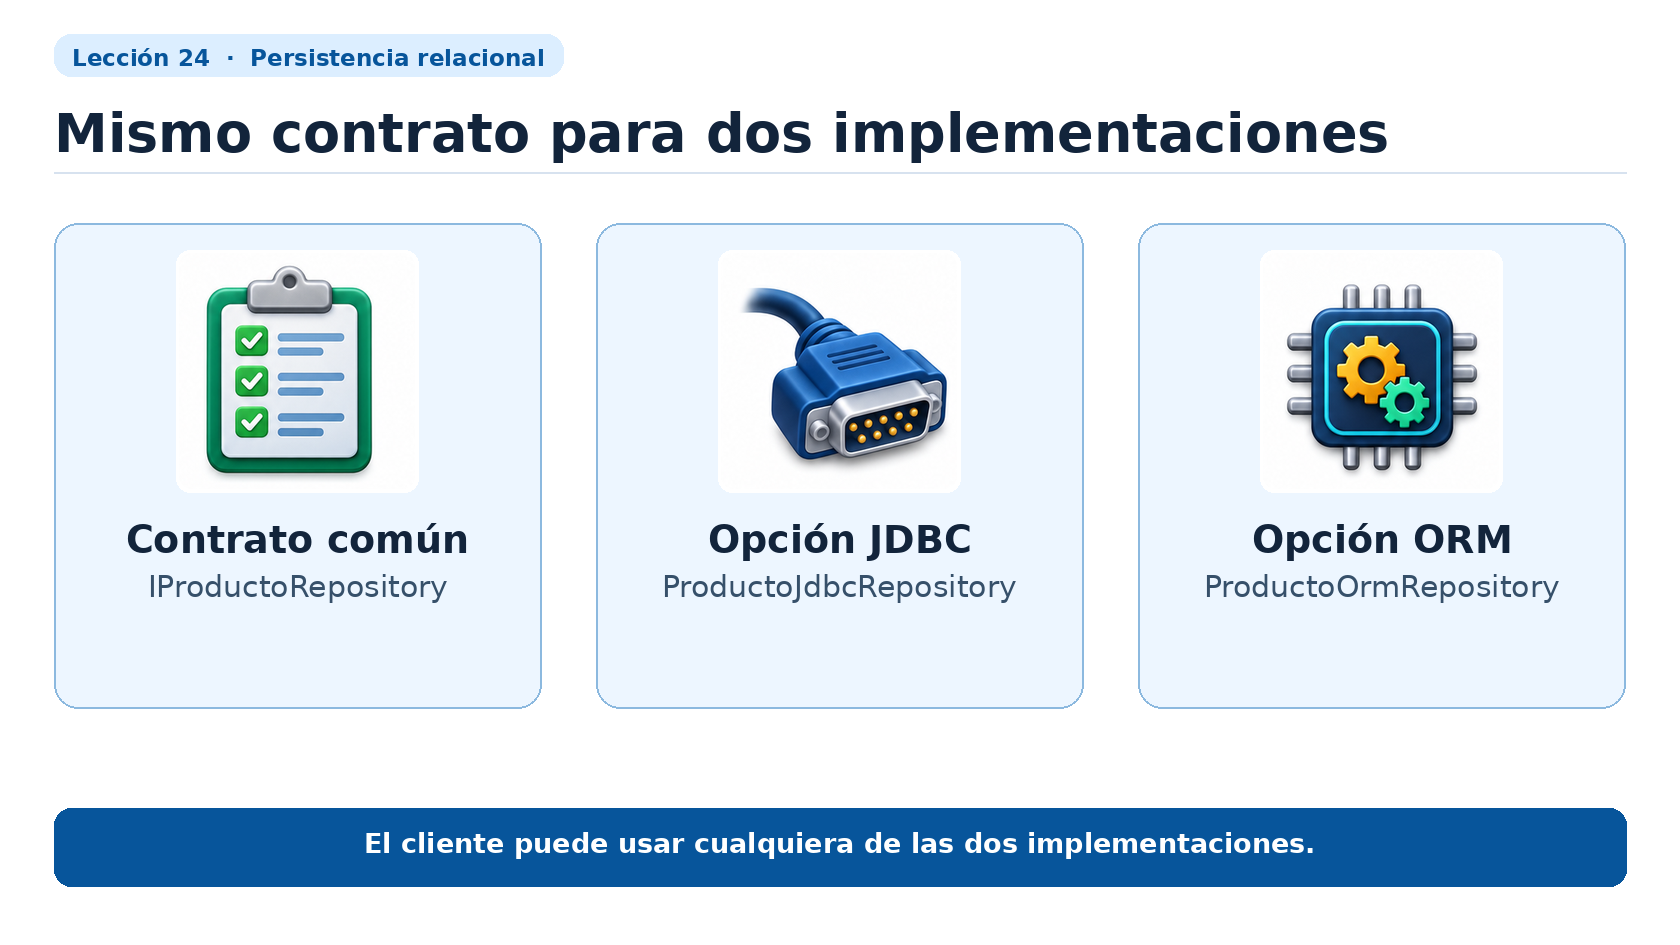 Lección 24 · Persistencia relacional
Mismo contrato para dos implementaciones
Contrato común
IProductoRepository
Opción JDBC
ProductoJdbcRepository
Opción ORM
ProductoOrmRepository
El cliente puede usar cualquiera de las dos implementaciones.